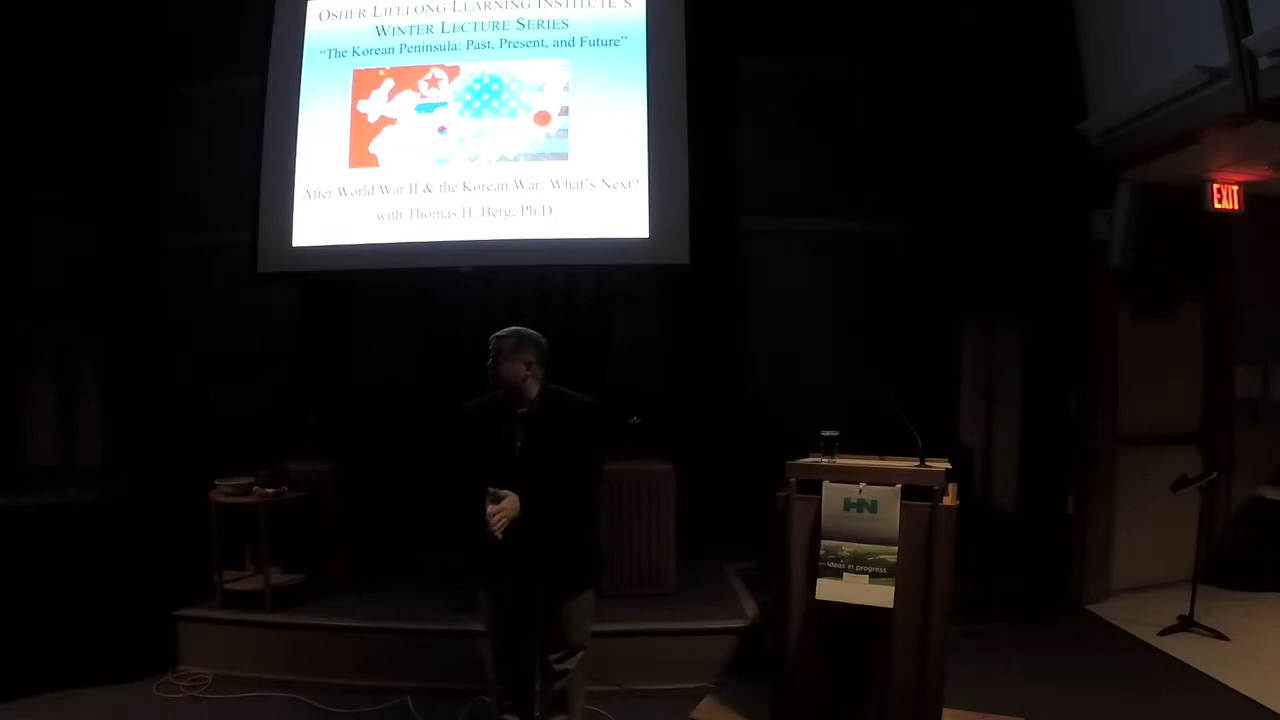 OSHER LIFELONG LEARNING INSTITUTE'S
WINTER LECTURE SERIES
"The Korean Peninsula: Past, Present, and Future"
After World War II & the Korean War: What's Next?
with Thomas H. Berg, Ph.D.
EXIT
HN
ideas in progress.